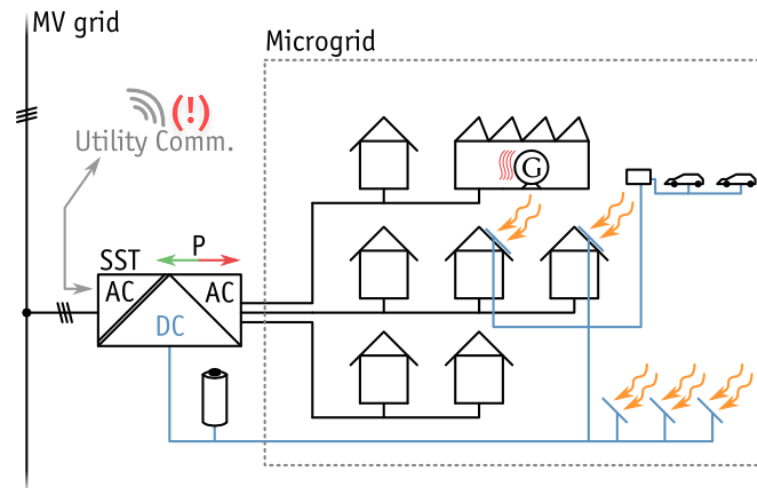 MV grid
Microgrid
(!)
Utility Comm.
G
SST
P
AC
AC
DC